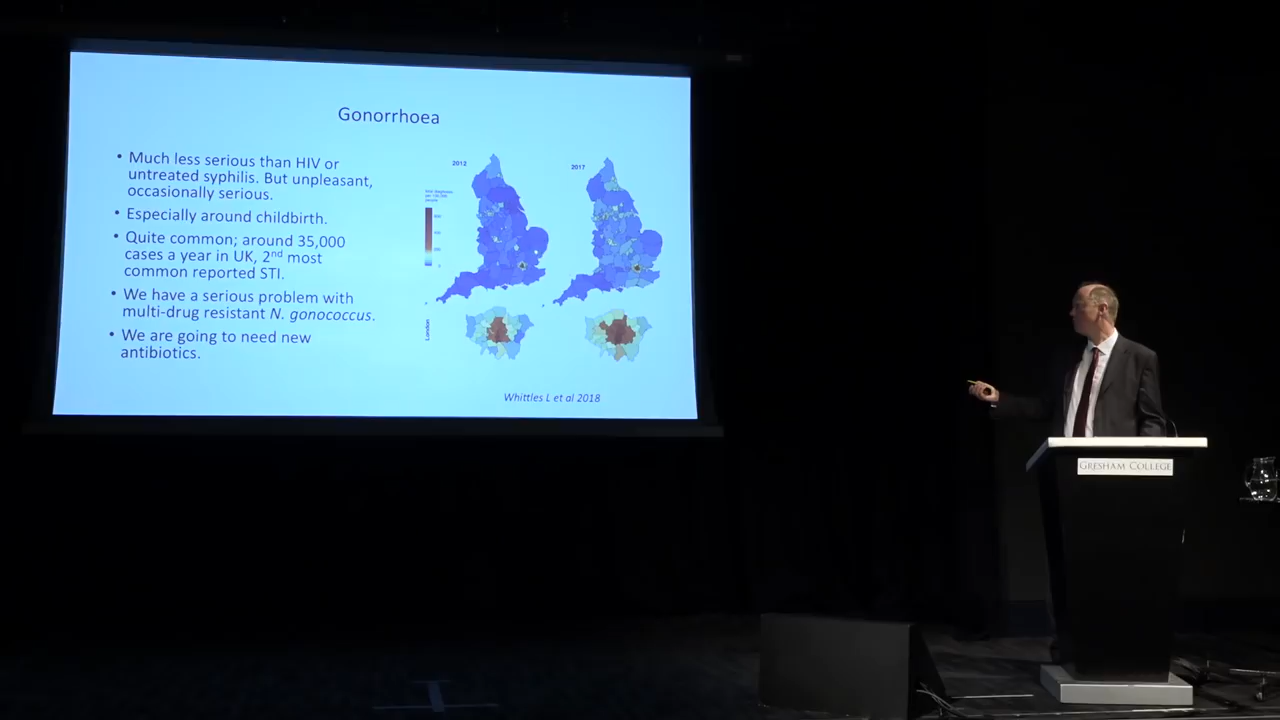 Gonorrhoea
• Much less serious than HIV or
untreated syphilis. But unpleasant,
occasionally serious.
• Especially around childbirth.
• Quite common; around 35,000
cases a year in UK, 2nd most
common reported STI.
• We have a serious problem with
multi-drug resistant N. gonococcus.
• We are going to need new
antibiotics.
2012
2017
London
Whittles L et al 2018
GRESHAM COLLEGE